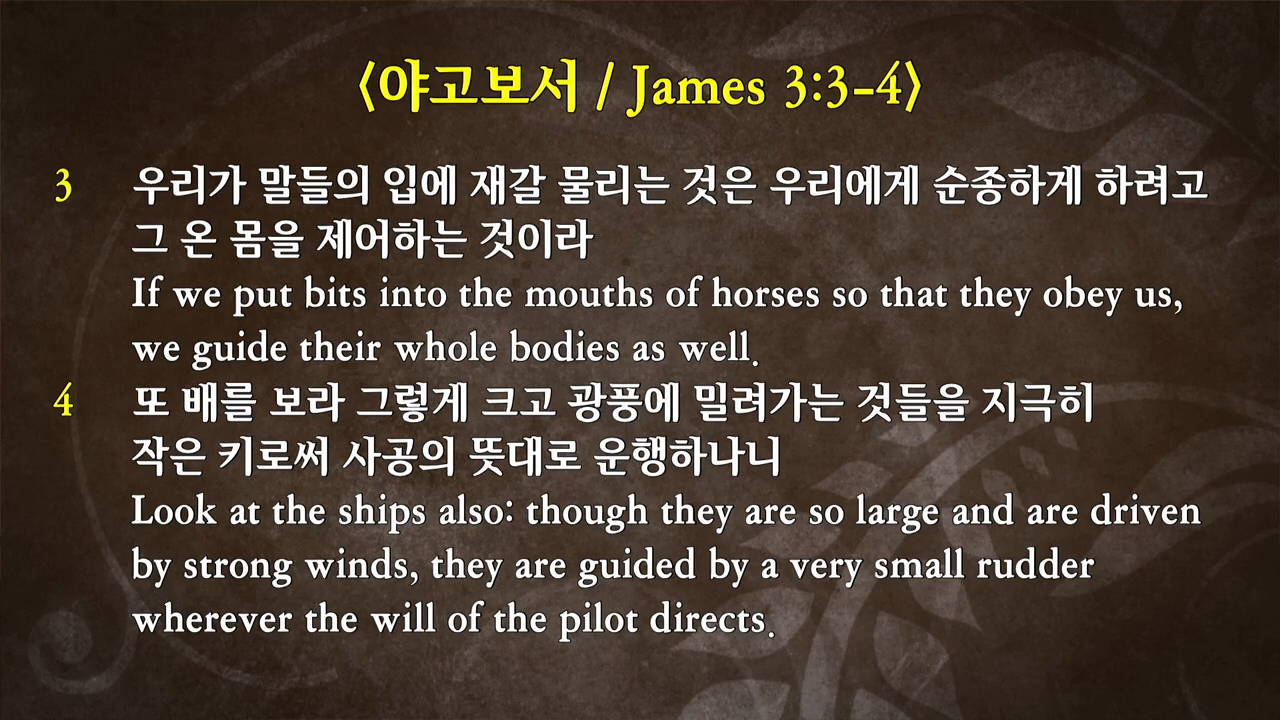 〈야고보서 / James 3:3-4〉
3 우리가 말들의 입에 재갈 물리는 것은 우리에게 순종하게 하려고
그 온 몸을 제어하는 것이라
If we put bits into the mouths of horses so that they obey us,
we guide their whole bodies as well.
4 또 배를 보라 그렇게 크고 광풍에 밀려가는 것들을 지극히
작은 키로써 사공의 뜻대로 운행하나니
Look at the ships also: though they are so large and are driven
by strong winds, they are guided by a very small rudder
wherever the will of the pilot directs.